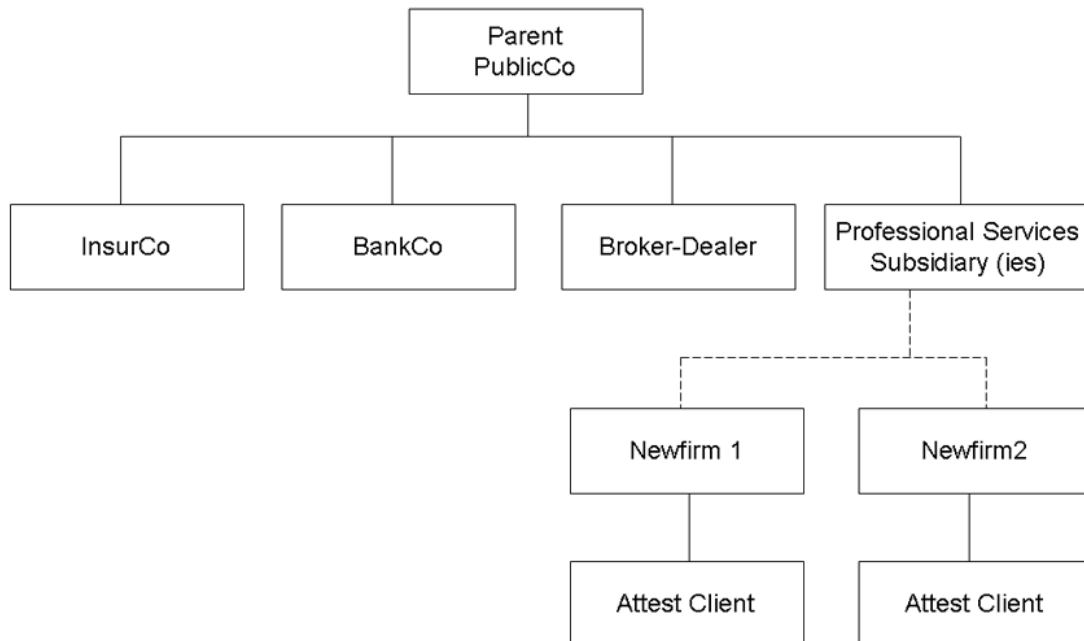 Parent
PublicCo
InsurCo
BankCo
Broker-Dealer
Professional Services
Subsidiary (ies)
Newfirm 1
Newfirm2
Attest Client
Attest Client